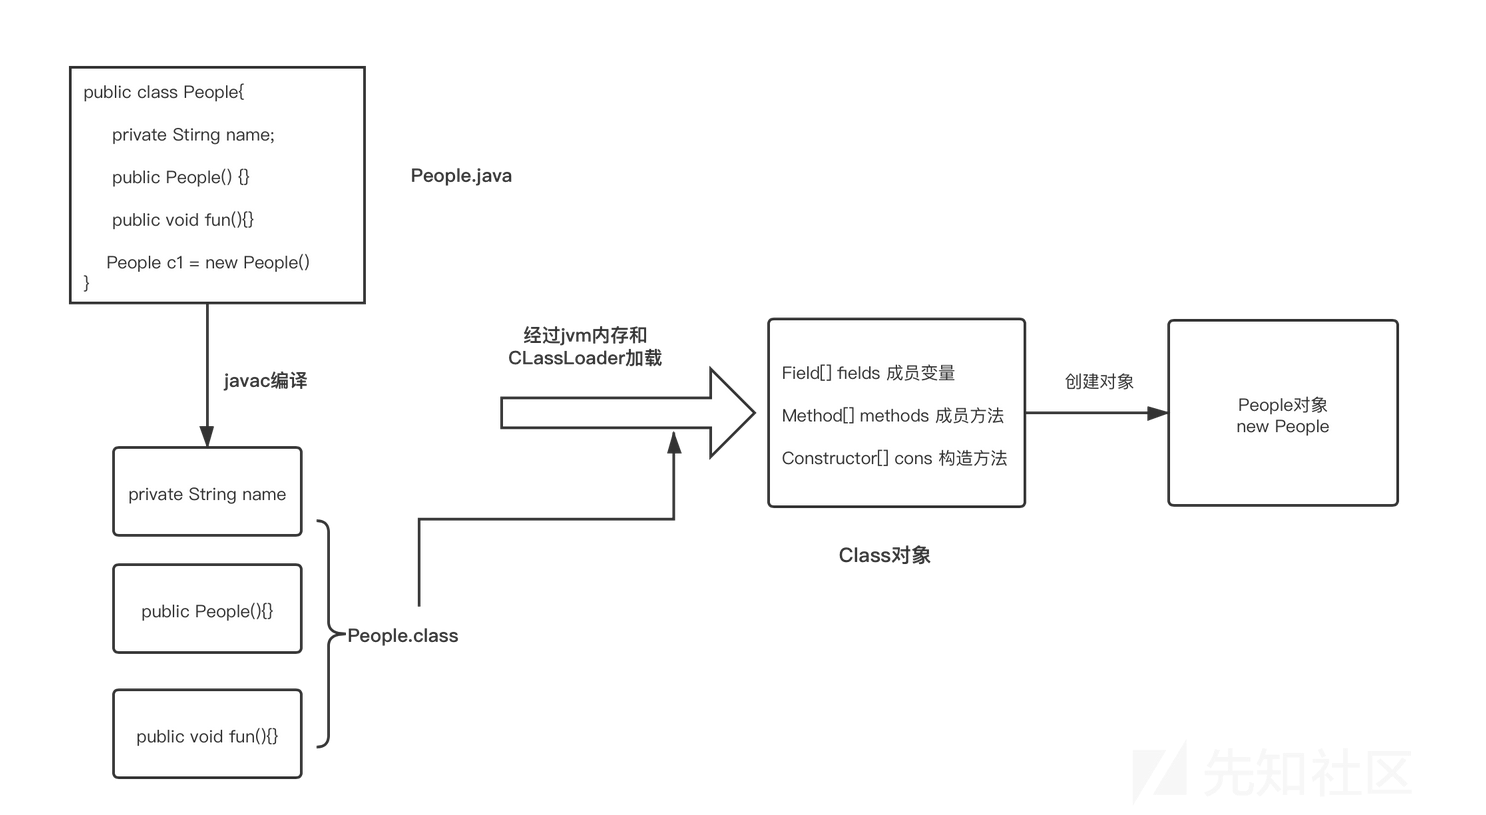 public class People{
private Stirng name;
public People() {}
public void fun(){}
People c1 = new People()
}
People.java
javac编译
private String name
public People(){}
public void fun(){}
People.class
经过jvm内存和
CLassLoader加载
Field[] fields 成员变量
Method[] methods 成员方法
Constructor[] cons 构造方法
Class对象
创建对象
People对象
new People
先知社区